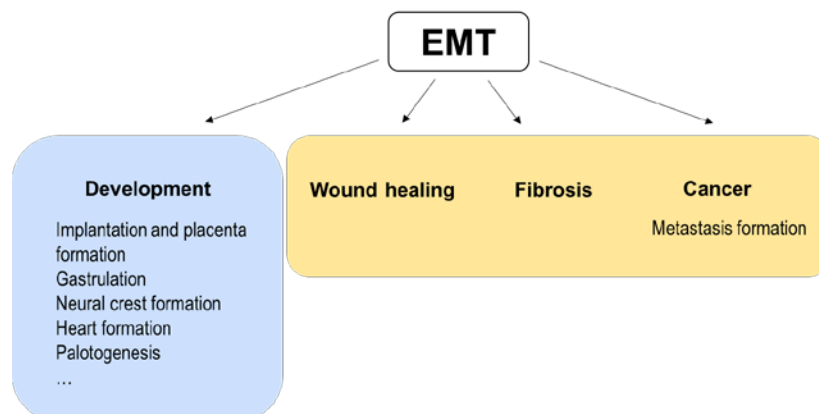 EMT
Development
Implantation and placenta
formation
Gastrulation
Neural crest formation
Heart formation
Palotogenesis
…
Wound healing
Fibrosis
Cancer
Metastasis formation